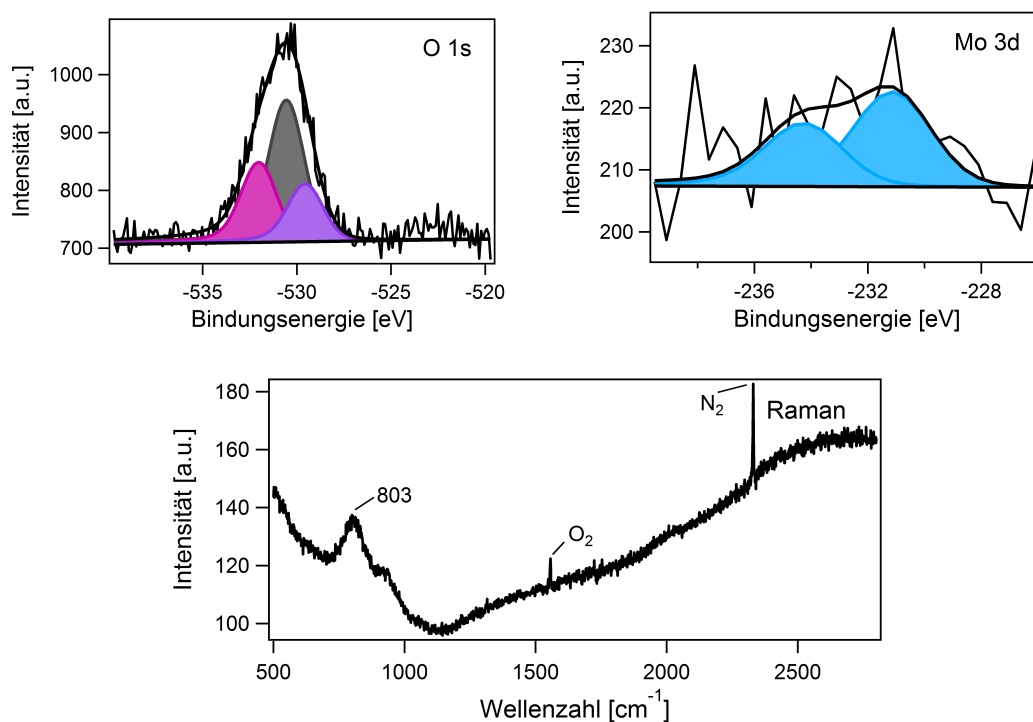 O 1s
Intensität [a.u.]
1000
900
800
700
-535
-530
-525
-520
Bindungsenergie [eV]
Mo 3d
Intensität [a.u.]
230
220
210
200
-236
-232
-228
Bindungsenergie [eV]
Raman
Intensität [a.u.]
180
160
140
120
100
803
O₂
N₂
500
1000
1500
2000
2500
Wellenzahl [cm⁻¹]